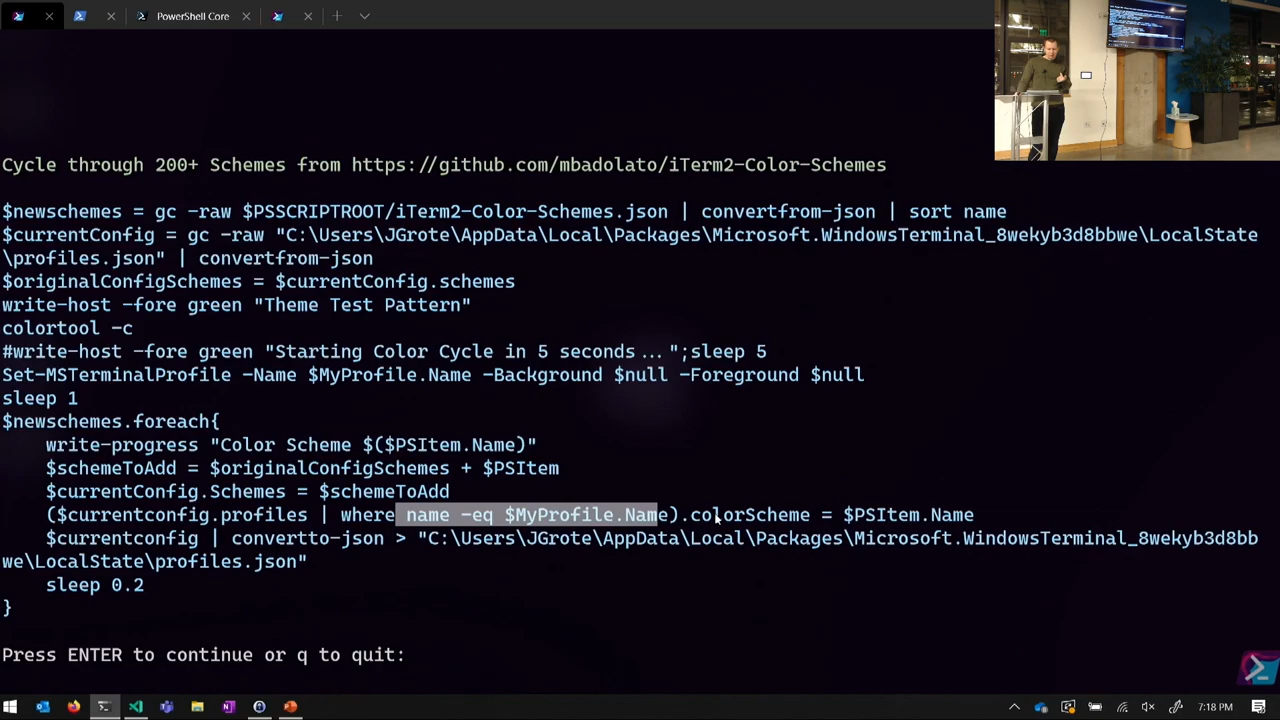 PowerShell Core
Cycle through 200+ Schemes from https://github.com/mbadolato/iTerm2-Color-Schemes
$newschemes = gc -raw $PSSCRIPTROOT/iTerm2-Color-Schemes.json | convertfrom-json | sort name
$currentConfig = gc -raw "C:\Users\JGrote\AppData\Local\Packages\Microsoft.WindowsTerminal_8wekyb3d8bbwe\LocalState
\profiles.json" | convertfrom-json
$originalConfigSchemes = $currentConfig.schemes
write-host -fore green "Theme Test Pattern"
colortool -c
#write-host -fore green "Starting Color Cycle in 5 seconds...";sleep 5
Set-MSTerminalProfile -Name $MyProfile.Name -Background $null -Foreground $null
sleep 1
$newschemes.foreach{
    write-progress "Color Scheme $($PSItem.Name)"
    $schemeToAdd = $originalConfigSchemes + $PSItem
    $currentConfig.Schemes = $schemeToAdd
    ($currentconfig.profiles | where name -eq $MyProfile.Name).colorScheme = $PSItem.Name
    $currentconfig | convertto-json > "C:\Users\JGrote\AppData\Local\Packages\Microsoft.WindowsTerminal_8wekyb3d8bb
we\LocalState\profiles.json"
    sleep 0.2
}
Press ENTER to continue or q to quit:
7:18 PM